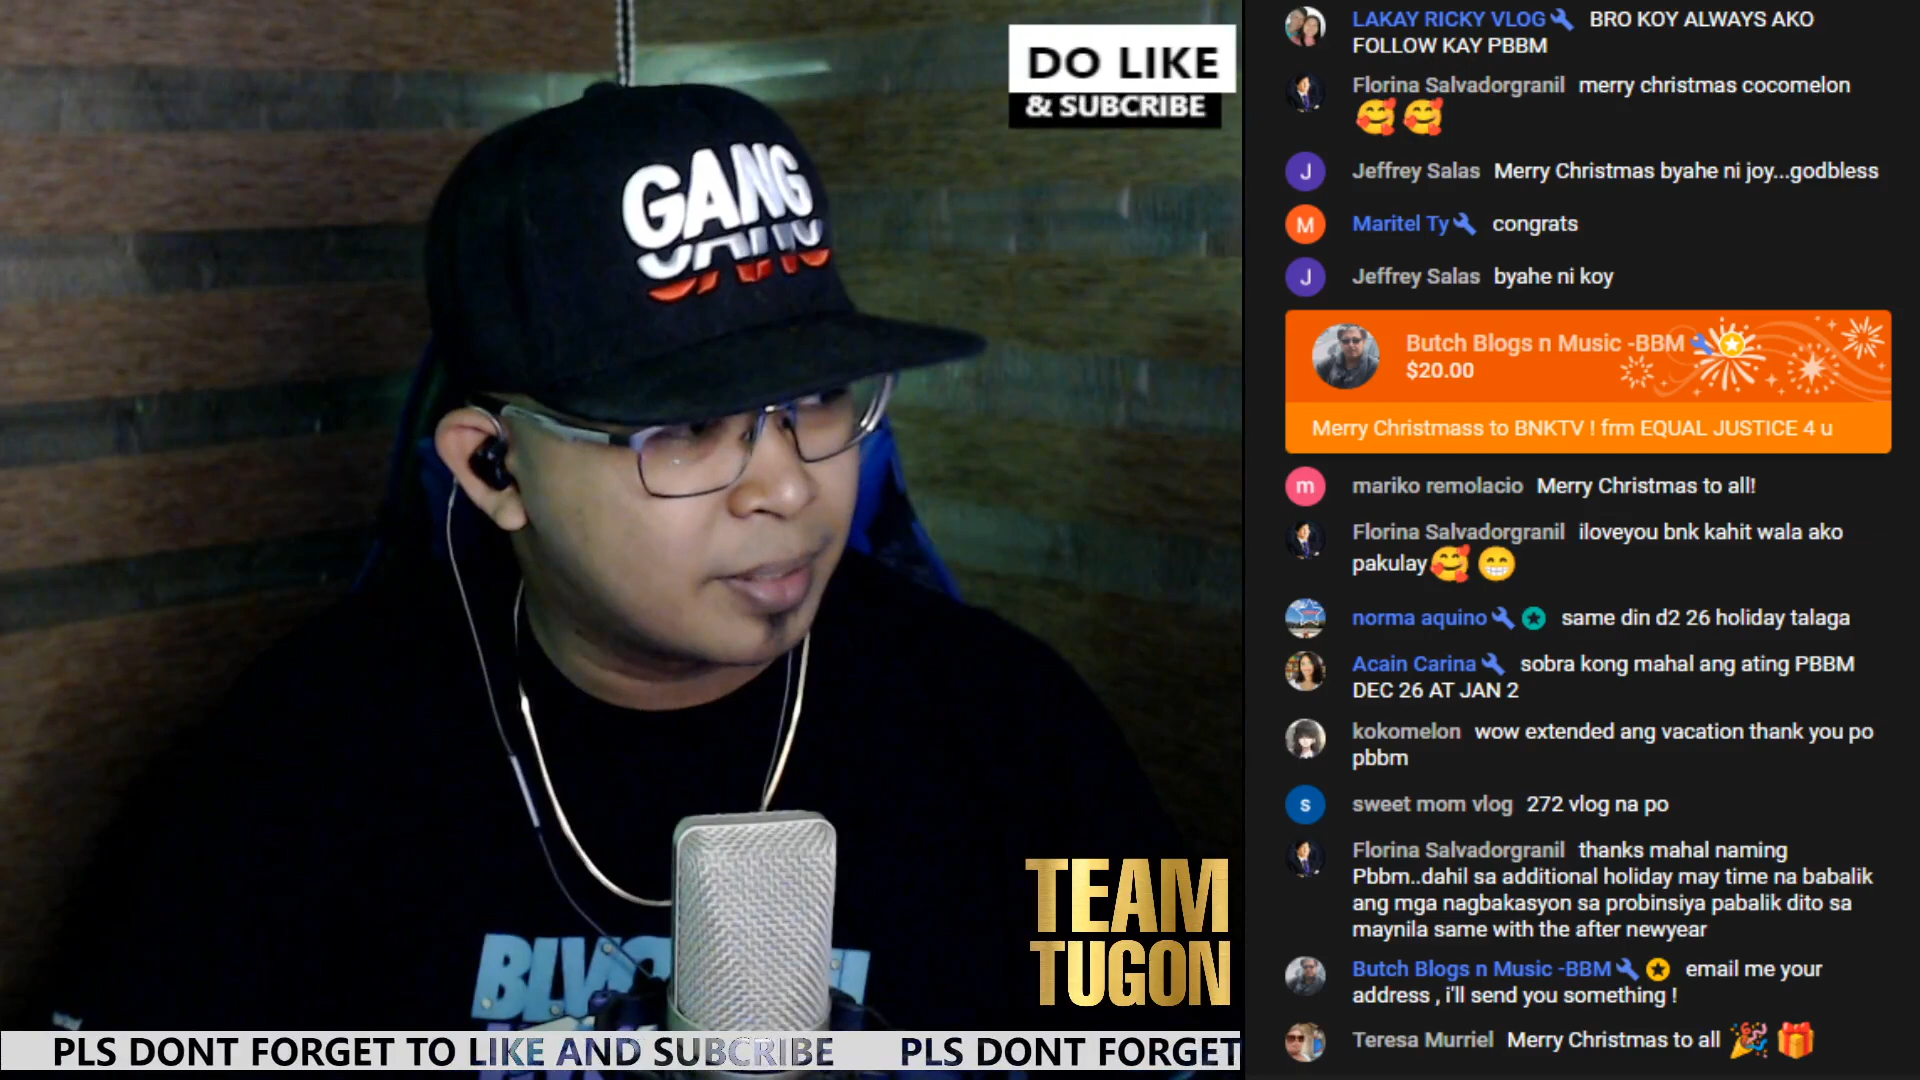 GANG
DO LIKE
& SUBCRIBE
TEAM
TUGON
PLS DONT FORGET TO LIKE AND SUBCRIBE PLS DONT FORGET
LAKAY RICKY VLOG BRO KOY ALWAYS AKO
FOLLOW KAY PBBM
Florina Salvadorgranil merry christmas cocomelon
🥰 🥰
J Jeffrey Salas Merry Christmas byahe ni joy...godbless
M Maritel Ty congrats
J Jeffrey Salas byahe ni koy
Butch Blogs n Music -BBM
$20.00
Merry Christmass to BNKTV ! frm EQUAL JUSTICE 4 u
m mariko remolacio Merry Christmas to all!
Florina Salvadorgranil iloveyou bnk kahit wala ako
pakulay🥰 😁
norma aquino same din d2 26 holiday talaga
Acain Carina sobra kong mahal ang ating PBBM
DEC 26 AT JAN 2
kokomelon wow extended ang vacation thank you po
pbbm
s sweet mom vlog 272 vlog na po
Florina Salvadorgranil thanks mahal naming
Pbbm..dahil sa additional holiday may time na babalik
ang mga nagbakasyon sa probinsiya pabalik dito sa
maynila same with the after newyear
Butch Blogs n Music -BBM email me your
address , i'll send you something !
Teresa Murriel Merry Christmas to all 🎉 🎁